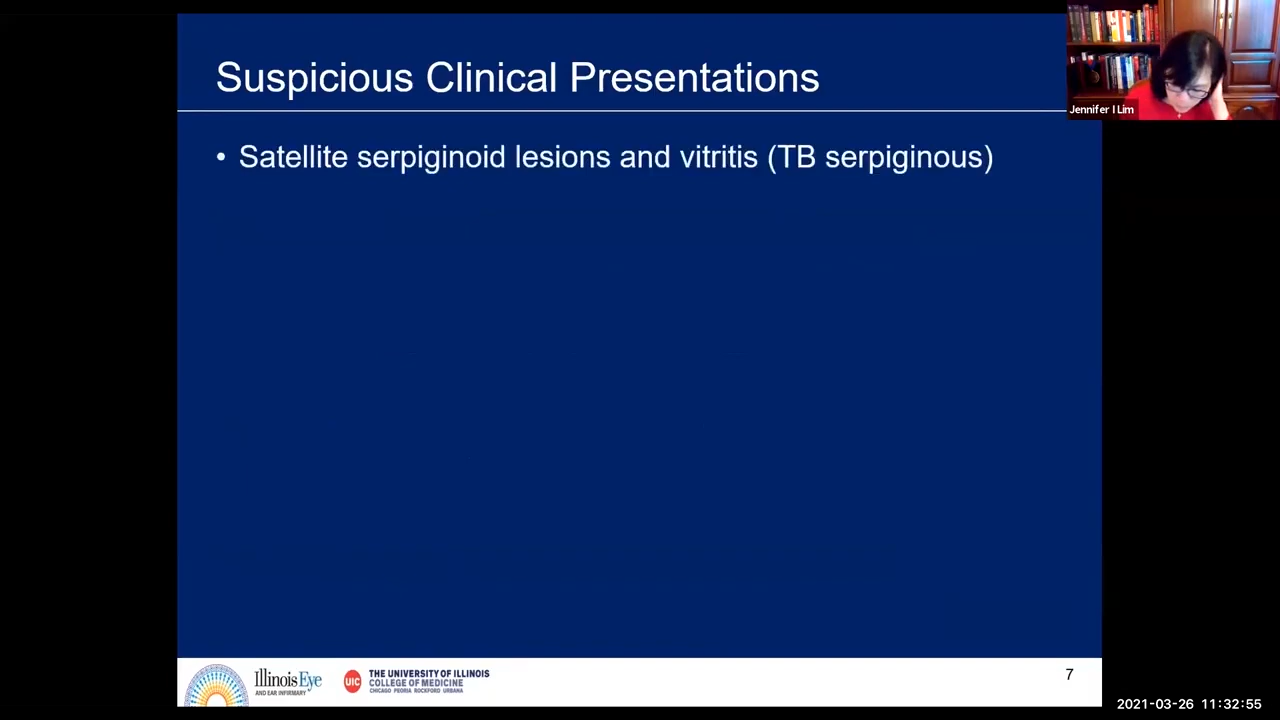 Suspicious Clinical Presentations
Jennifer I Lim
• Satellite serpiginoid lesions and vitritis (TB serpiginous)
Illinois Eye
AND EAR INFIRMARY
UIC
THE UNIVERSITY OF ILLINOIS
COLLEGE OF MEDICINE
CHICAGO PEORIA ROCKFORD URBANA
7
2021-03-26 11:32:55